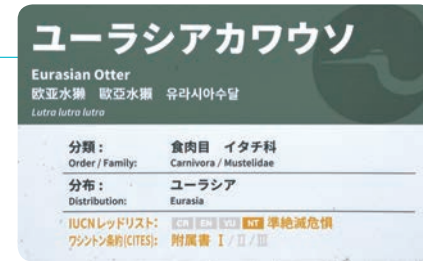 ユーラシアカワウソ
Eurasian Otter
欧亚水獭 歐亞水獺 유라시아수달
Lutra lutra lutra
分類： 食肉目 イタチ科
Order / Family: Carnivora / Mustelidae
分布： ユーラシア
Distribution: Eurasia
IUCNレッドリスト： CR EN VU NT 準絶滅危惧
ワシントン条約(CITES)： 附属書 I / II / III